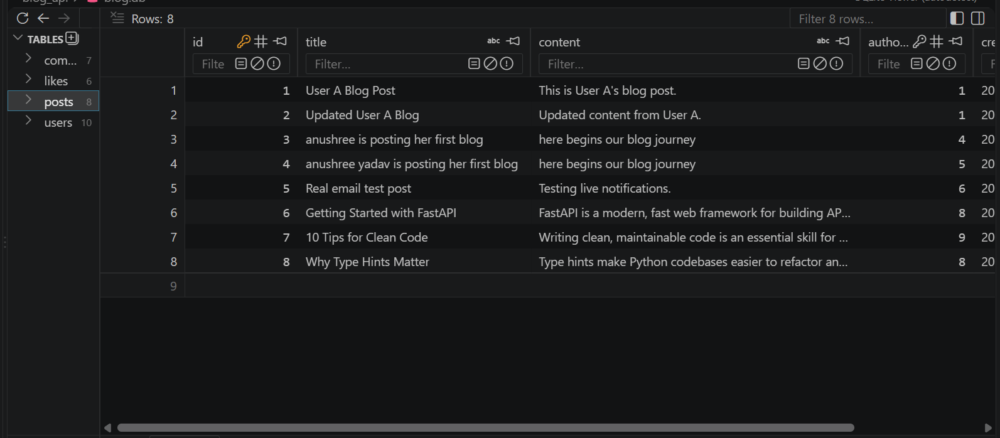 Rows: 8
Filter 8 rows...
TABLES
com... 7
likes 6
posts 8
users 10
id title abc content abc autho... cre
Filte Filter... Filter... Filte F
1 1 User A Blog Post This is User A's blog post. 1 20
2 2 Updated User A Blog Updated content from User A. 1 20
3 3 anushree is posting her first blog here begins our blog journey 4 20
4 4 anushree yadav is posting her first blog here begins our blog journey 5 20
5 5 Real email test post Testing live notifications. 6 20
6 6 Getting Started with FastAPI FastAPI is a modern, fast web framework for building AP... 8 20
7 7 10 Tips for Clean Code Writing clean, maintainable code is an essential skill for ... 9 20
8 8 Why Type Hints Matter Type hints make Python codebases easier to refactor an... 8 20
9